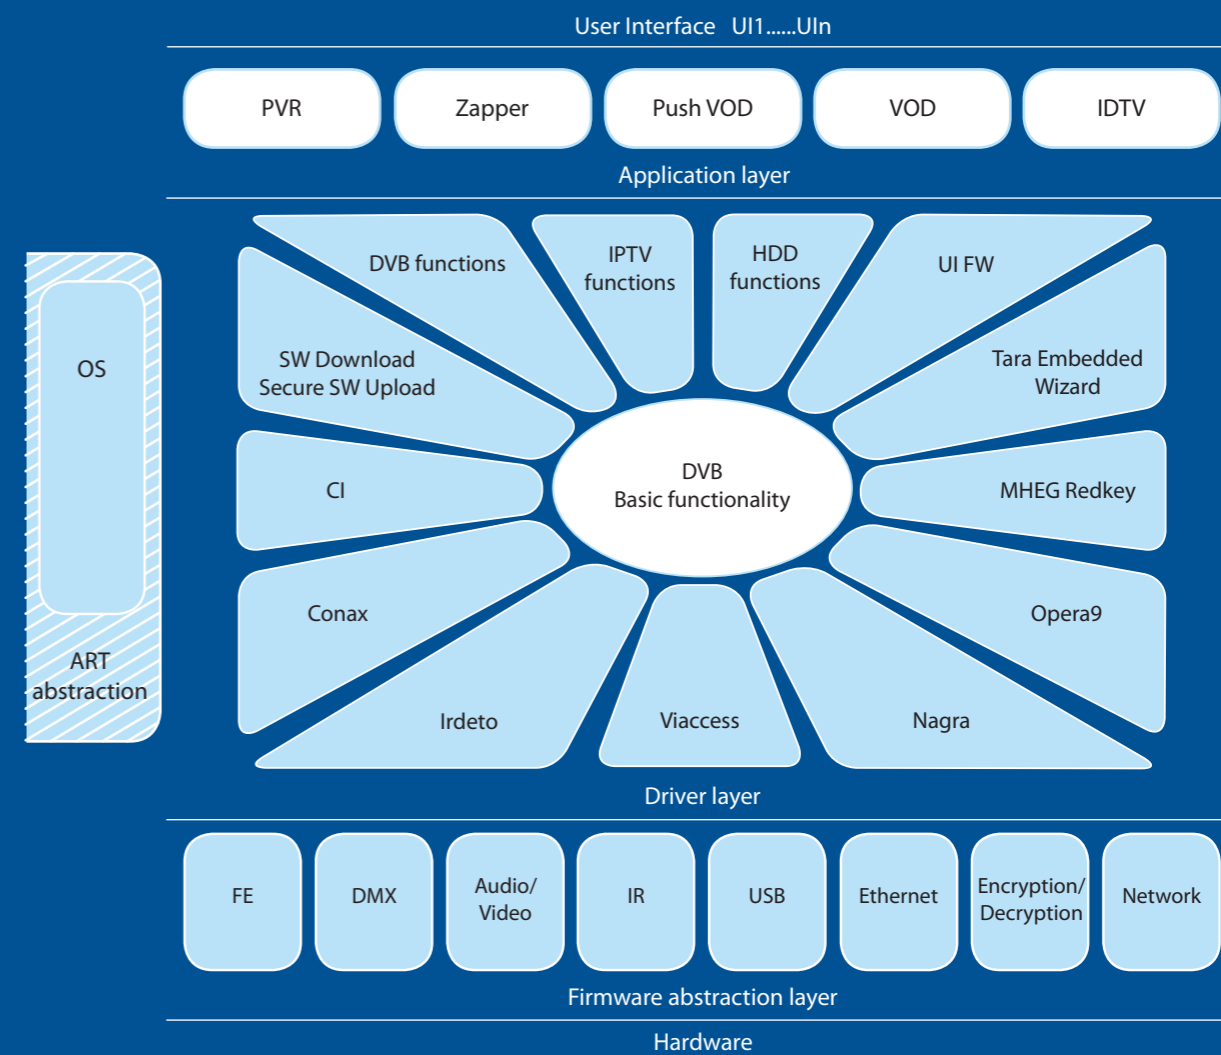 User Interface   UI1......UIn
PVR
Zapper
Push VOD
VOD
IDTV
Application layer
DVB functions
IPTV
functions
HDD
functions
UI FW
OS
SW Download
Secure SW Upload
Tara Embedded
Wizard
CI
DVB
Basic functionality
MHEG Redkey
Conax
Opera9
ART
abstraction
Irdeto
Viaccess
Nagra
Driver layer
FE
DMX
Audio/
Video
IR
USB
Ethernet
Encryption/
Decryption
Network
Firmware abstraction layer
Hardware